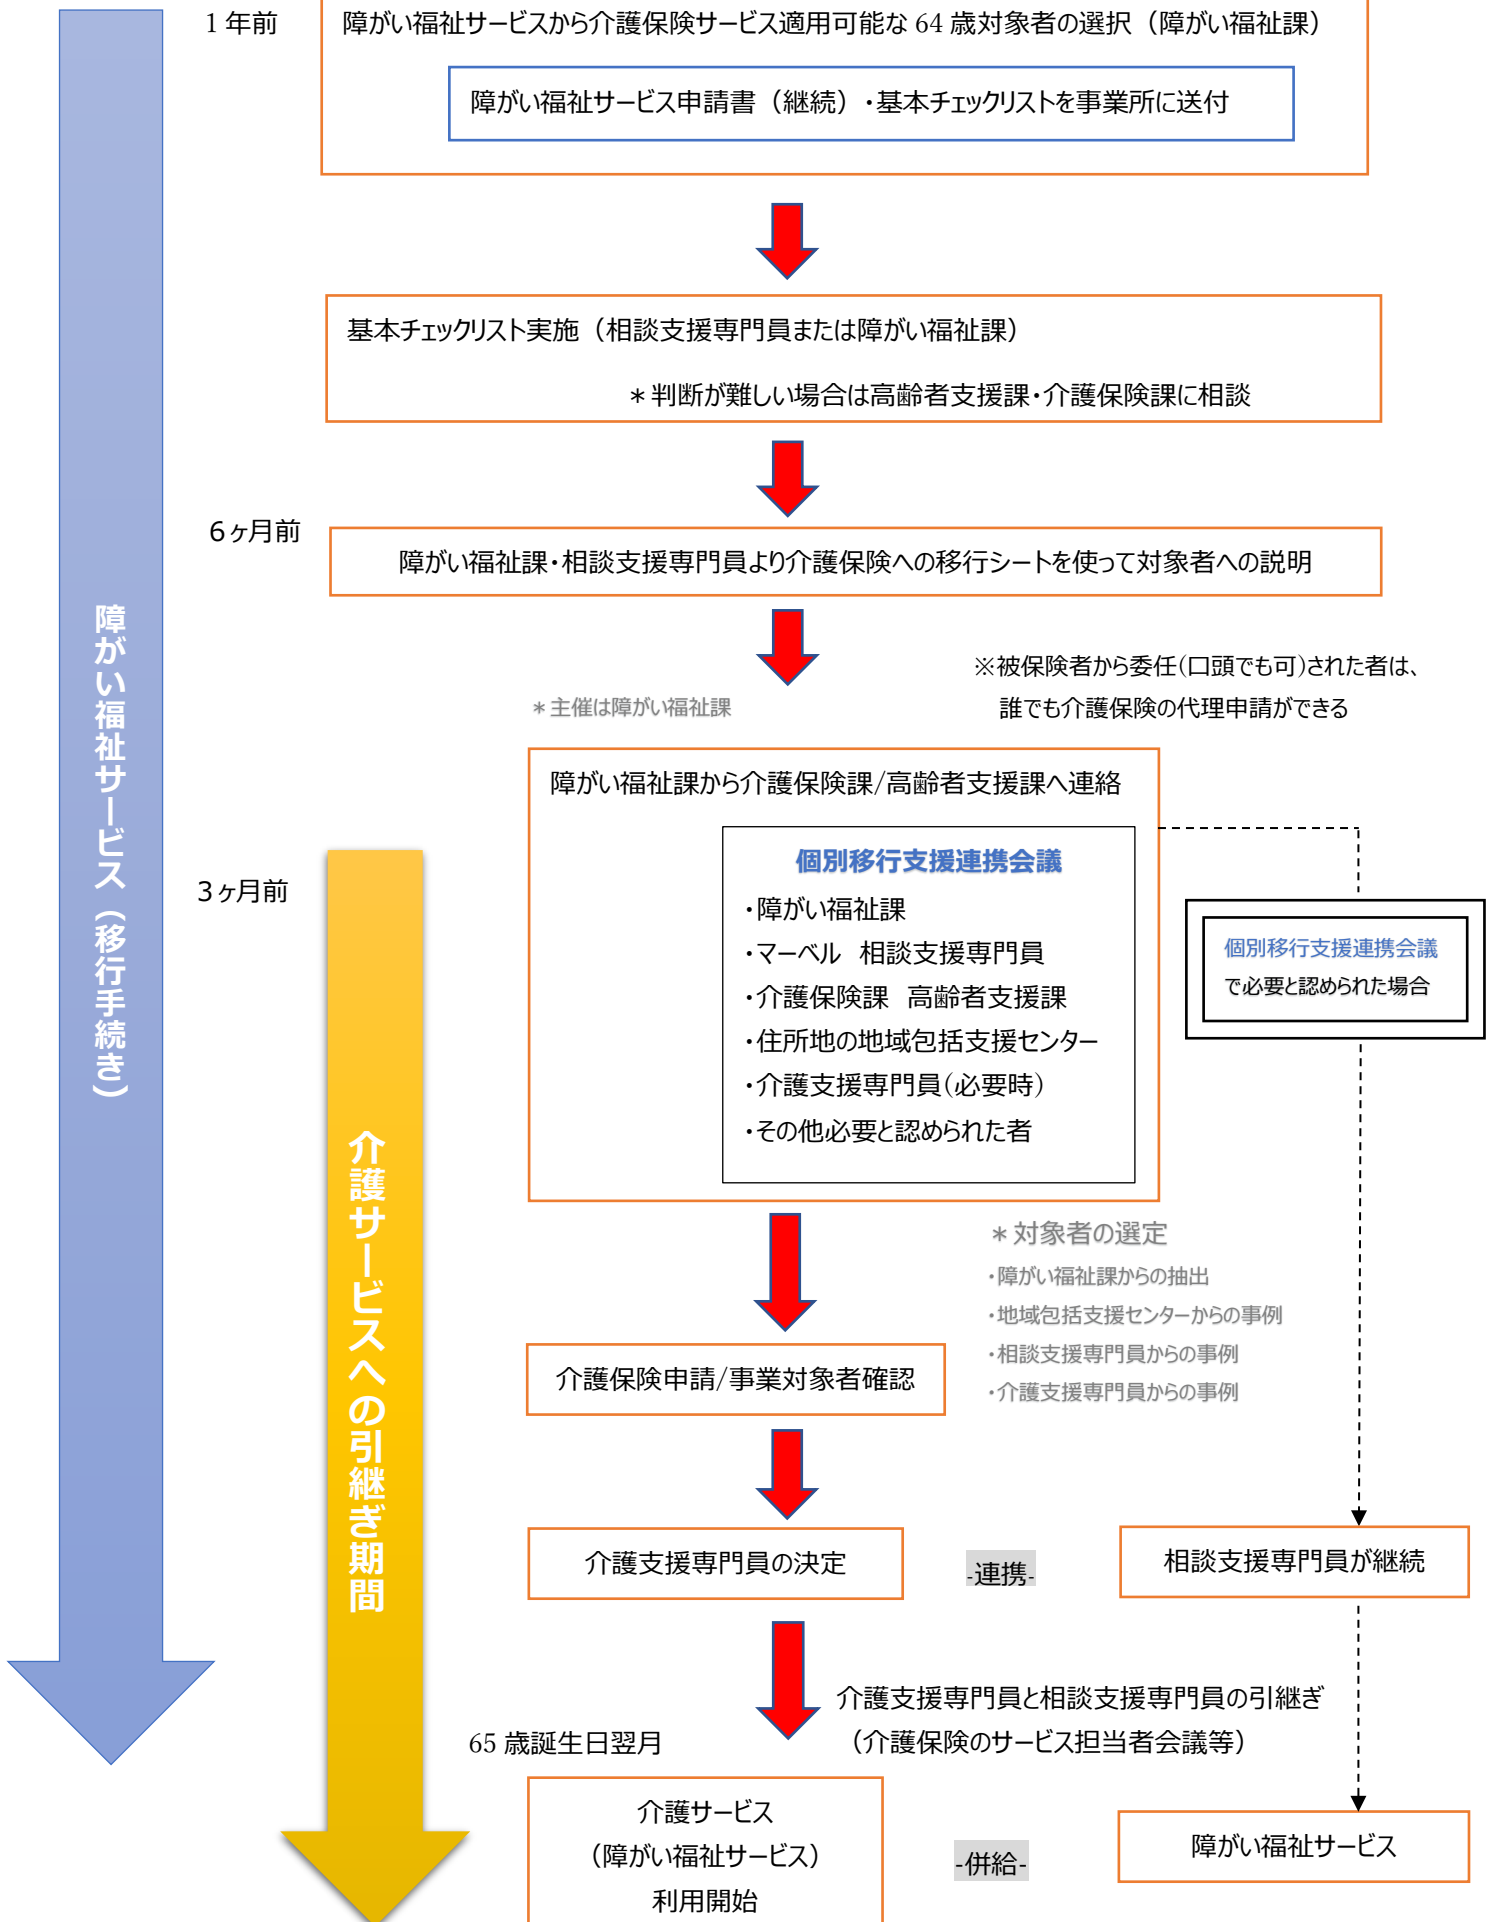 1 年前
障がい福祉サービスから介護保険サービス適用可能な 64 歳対象者の選択（障がい福祉課）
障がい福祉サービス申請書（継続）・基本チェックリストを事業所に送付
基本チェックリスト実施（相談支援専門員または障がい福祉課）
＊判断が難しい場合は高齢者支援課・介護保険課に相談
6ヶ月前
障がい福祉課・相談支援専門員より介護保険への移行シートを使って対象者への説明
障がい福祉サービス（移行手続き）
※被保険者から委任(口頭でも可)された者は、
誰でも介護保険の代理申請ができる
＊主催は障がい福祉課
障がい福祉課から介護保険課/高齢者支援課へ連絡
3ヶ月前
個別移行支援連携会議
・障がい福祉課
・マーベル　相談支援専門員
・介護保険課　高齢者支援課
・住所地の地域包括支援センター
・介護支援専門員(必要時)
・その他必要と認められた者
個別移行支援連携会議
で必要と認められた場合
介護サービスへの引継ぎ期間
＊対象者の選定
・障がい福祉課からの抽出
・地域包括支援センターからの事例
・相談支援専門員からの事例
・介護支援専門員からの事例
介護保険申請/事業対象者確認
介護支援専門員の決定
-連携-
相談支援専門員が継続
介護支援専門員と相談支援専門員の引継ぎ
（介護保険のサービス担当者会議等）
65 歳誕生日翌月
介護サービス
（障がい福祉サービス）
利用開始
-併給-
障がい福祉サービス